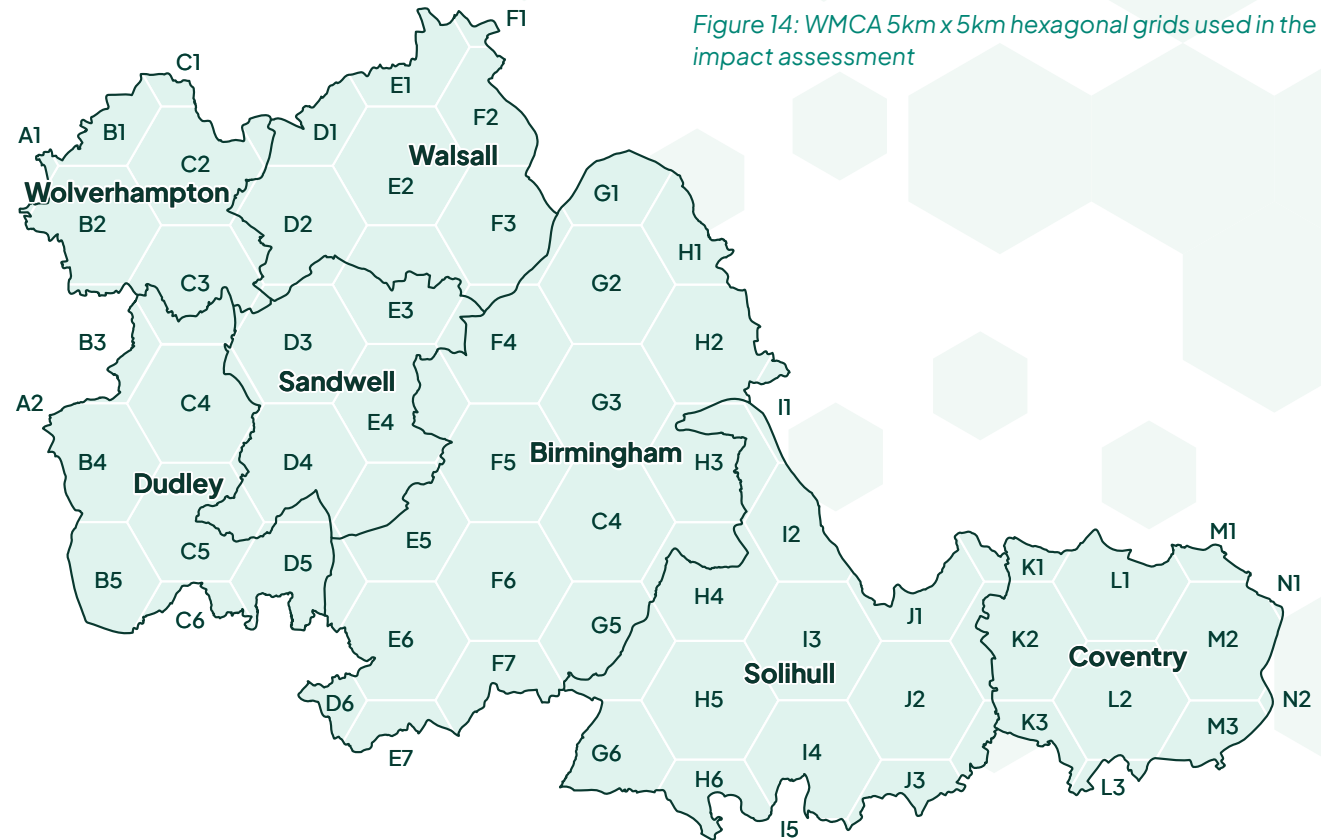 Figure 14: WMCA 5km x 5km hexagonal grids used in the
impact assessment
F1
C1
E1
F2
A1
B1
D1
Walsall
C2
E2
Wolverhampton
G1
B2
D2
F3
H1
C3
G2
E3
B3
D3
F4
H2
Sandwell
A2
C4
G3
I1
E4
Birmingham
B4
D4
F5
H3
Dudley
C4
I2
M1
E5
C5
D5
K1
L1
B5
F6
N1
H4
C6
J1
G5
E6
I3
K2
M2
Coventry
F7
Solihull
D6
H5
J2
L2
N2
K3
M3
G6
I4
E7
H6
J3
L3
I5